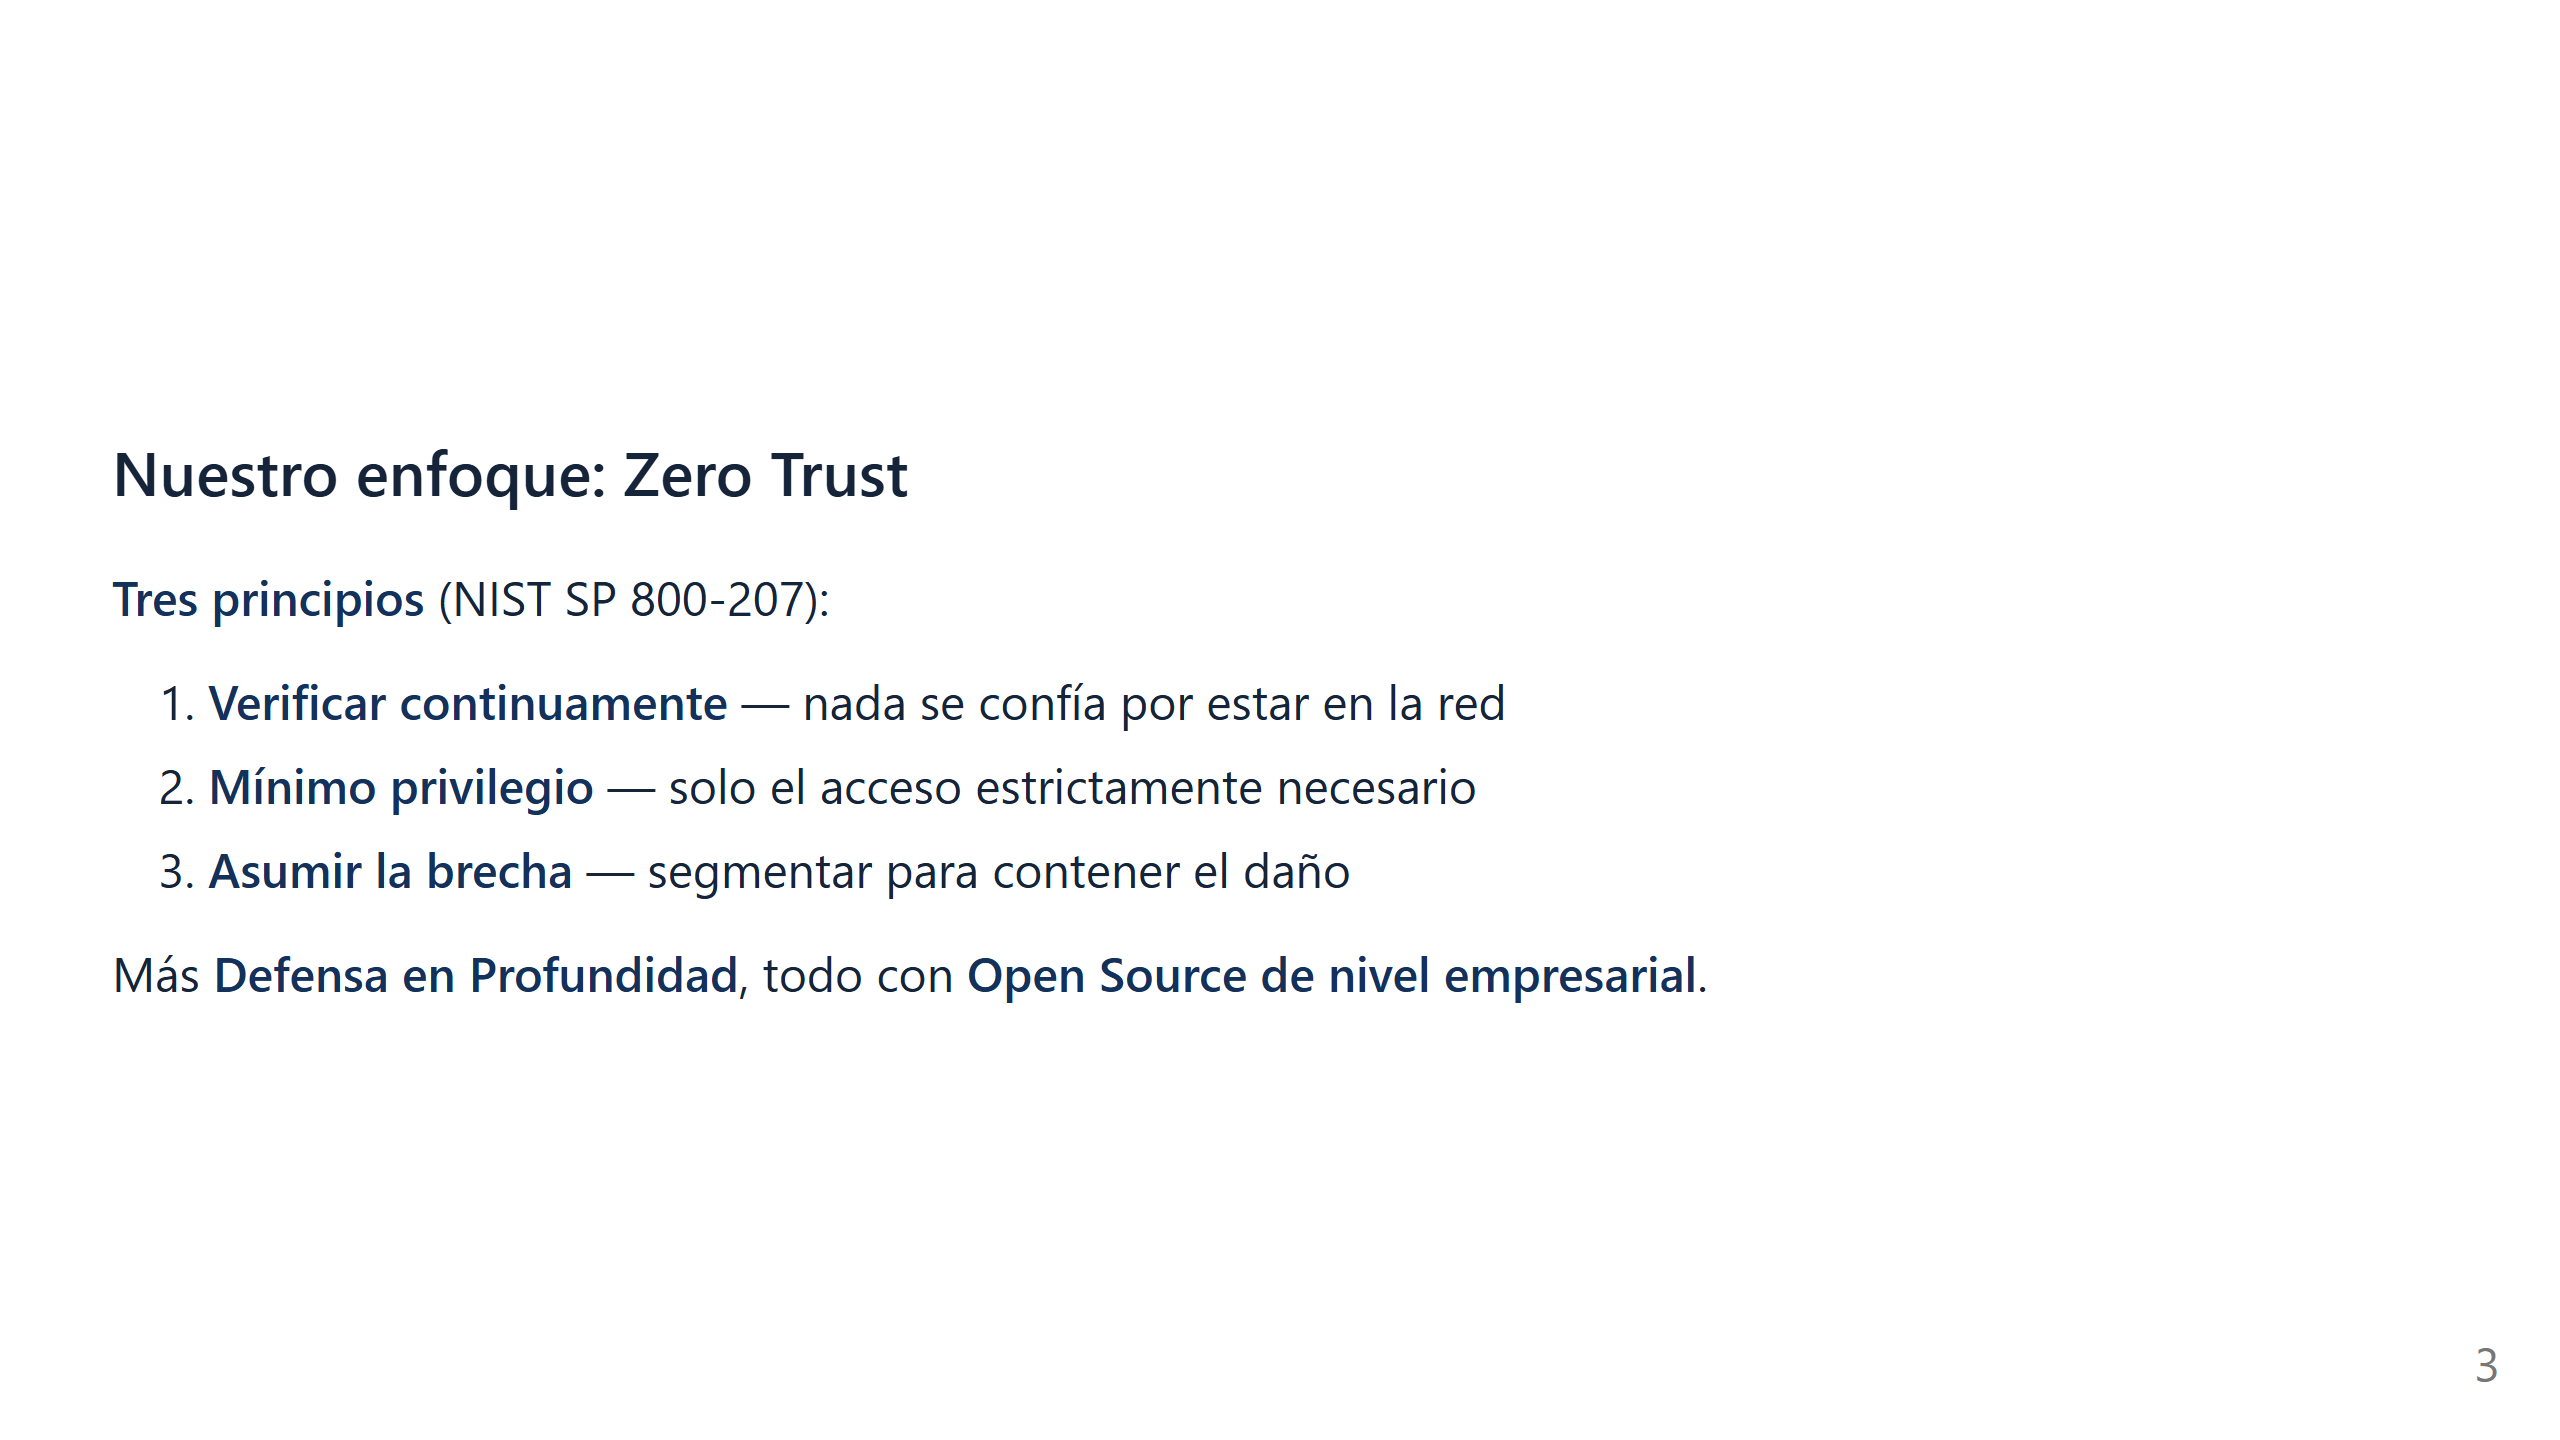 Nuestro enfoque: Zero Trust
Tres principios (NIST SP 800-207):
1. Verificar continuamente — nada se confía por estar en la red
2. Mínimo privilegio — solo el acceso estrictamente necesario
3. Asumir la brecha — segmentar para contener el daño
Más Defensa en Profundidad, todo con Open Source de nivel empresarial.
3